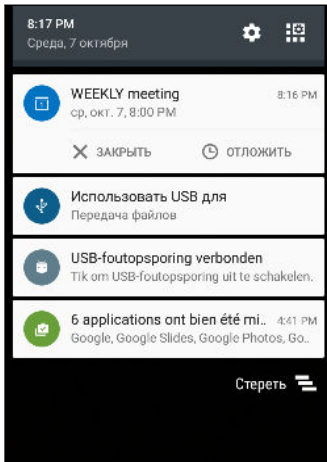 8:17 PM
Среда, 7 октября
WEEKLY meeting 8:16 PM
ср, окт. 7, 8:00 PM
ЗАКРЫТЬ ОТЛОЖИТЬ
Использовать USB для
Передача файлов
USB-foutopsporing verbonden
Tik om USB-foutopsporing uit te schakelen.
6 applications ont bien été mi.. 4:41 PM
Google, Google Slides, Google Photos, Go..
Стереть